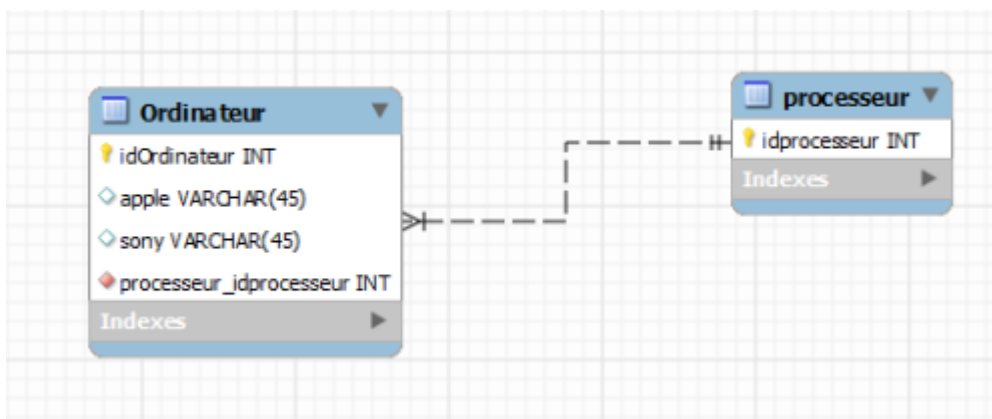 Ordinateur
idOrdinateur INT
apple VARCHAR(45)
sony VARCHAR(45)
processeur_idprocesseur INT
Indexes
processeur
idprocesseur INT
Indexes